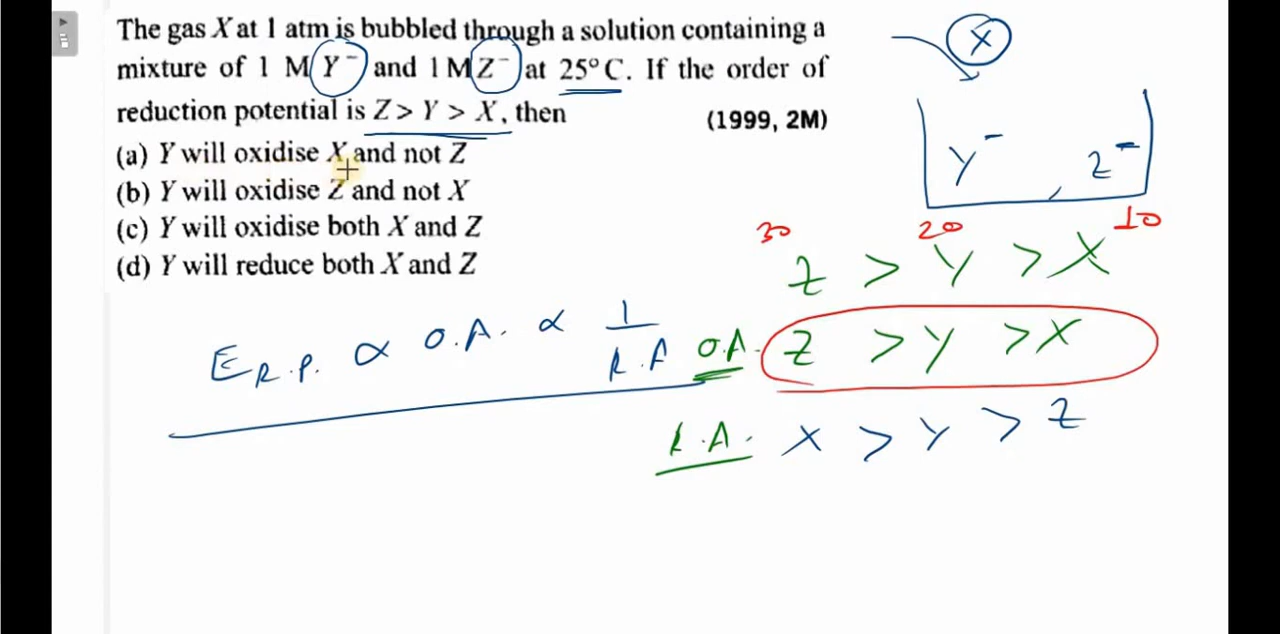 The gas X at 1 atm is bubbled through a solution containing a
mixture of 1 M Y⁻ and 1 M Z⁻ at 25°C. If the order of
reduction potential is Z > Y > X, then (1999, 2M)
(a) Y will oxidise X and not Z
(b) Y will oxidise Z and not X
(c) Y will oxidise both X and Z
(d) Y will reduce both X and Z
X
Y⁻ , Z⁻
30 20 10
Z > Y > X
E R.P. ∝ O.A. ∝ 1/R.A
O.A. Z > Y > X
R.A. X > Y > Z